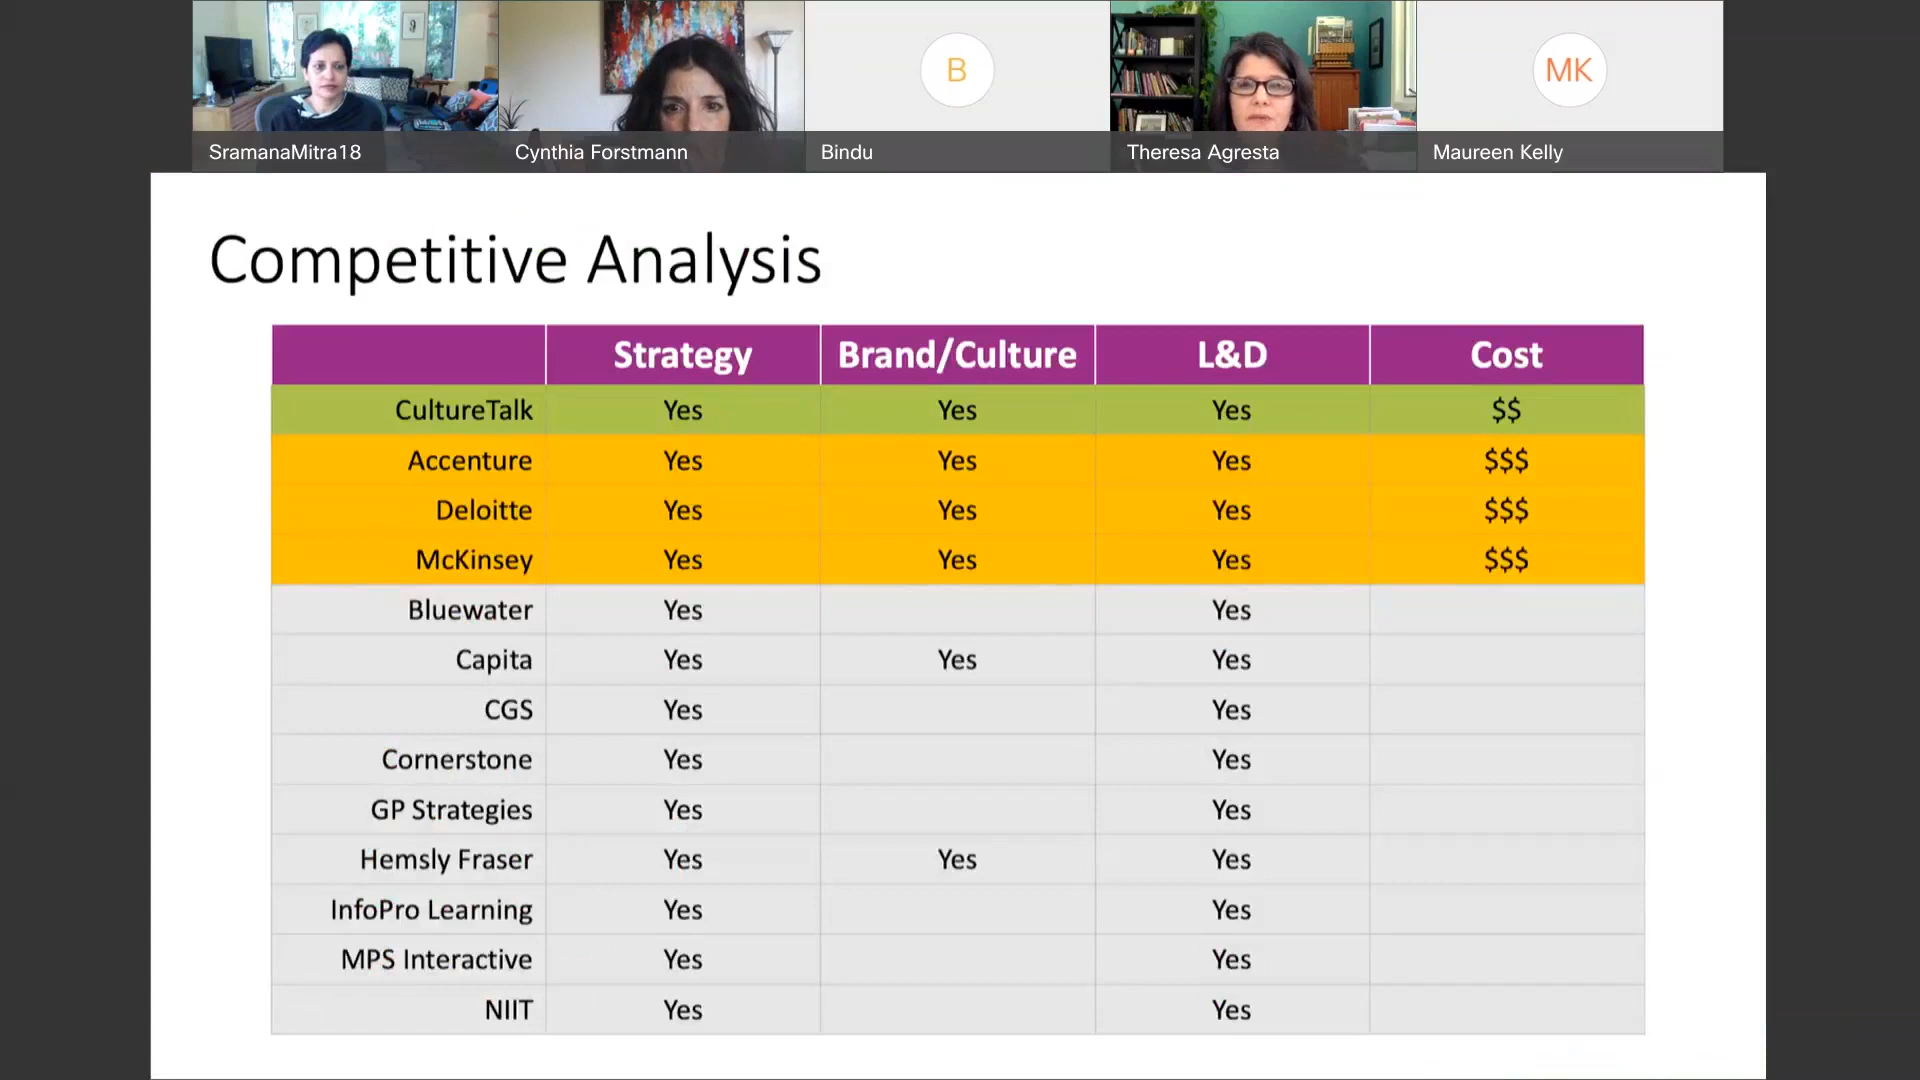 B
MK
SramanaMitra18
Cynthia Forstmann
Bindu
Theresa Agresta
Maureen Kelly
Competitive Analysis
Strategy Brand/Culture L&D Cost
CultureTalk Yes Yes Yes $$
Accenture Yes Yes Yes $$$
Deloitte Yes Yes Yes $$$
McKinsey Yes Yes Yes $$$
Bluewater Yes Yes
Capita Yes Yes Yes
CGS Yes Yes
Cornerstone Yes Yes
GP Strategies Yes Yes
Hemsly Fraser Yes Yes Yes
InfoPro Learning Yes Yes
MPS Interactive Yes Yes
NIIT Yes Yes